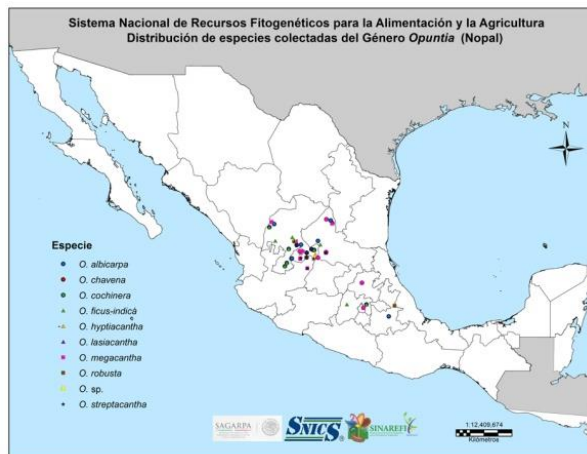 Sistema Nacional de Recursos Fitogenéticos para la Alimentación y la Agricultura
Distribución de especies colectadas del Género Opuntia (Nopal)
N
Especie
O. albicarpa
O. chavena
O. cochinera
O. ficus-indica
O. hyptiacantha
O. lasiacantha
O. megacantha
O. robusta
O. sp.
O. streptacantha
SAGARPA
SNICS
SINAREFI
1:12,409,674
Kilómetros